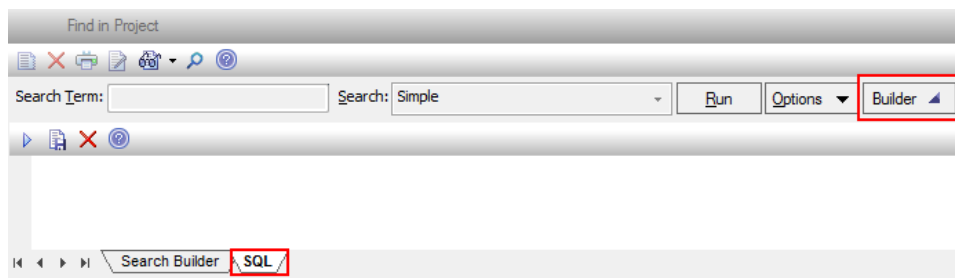 Find in Project
Search Term: Search: Simple Run Options Builder
Search Builder SQL